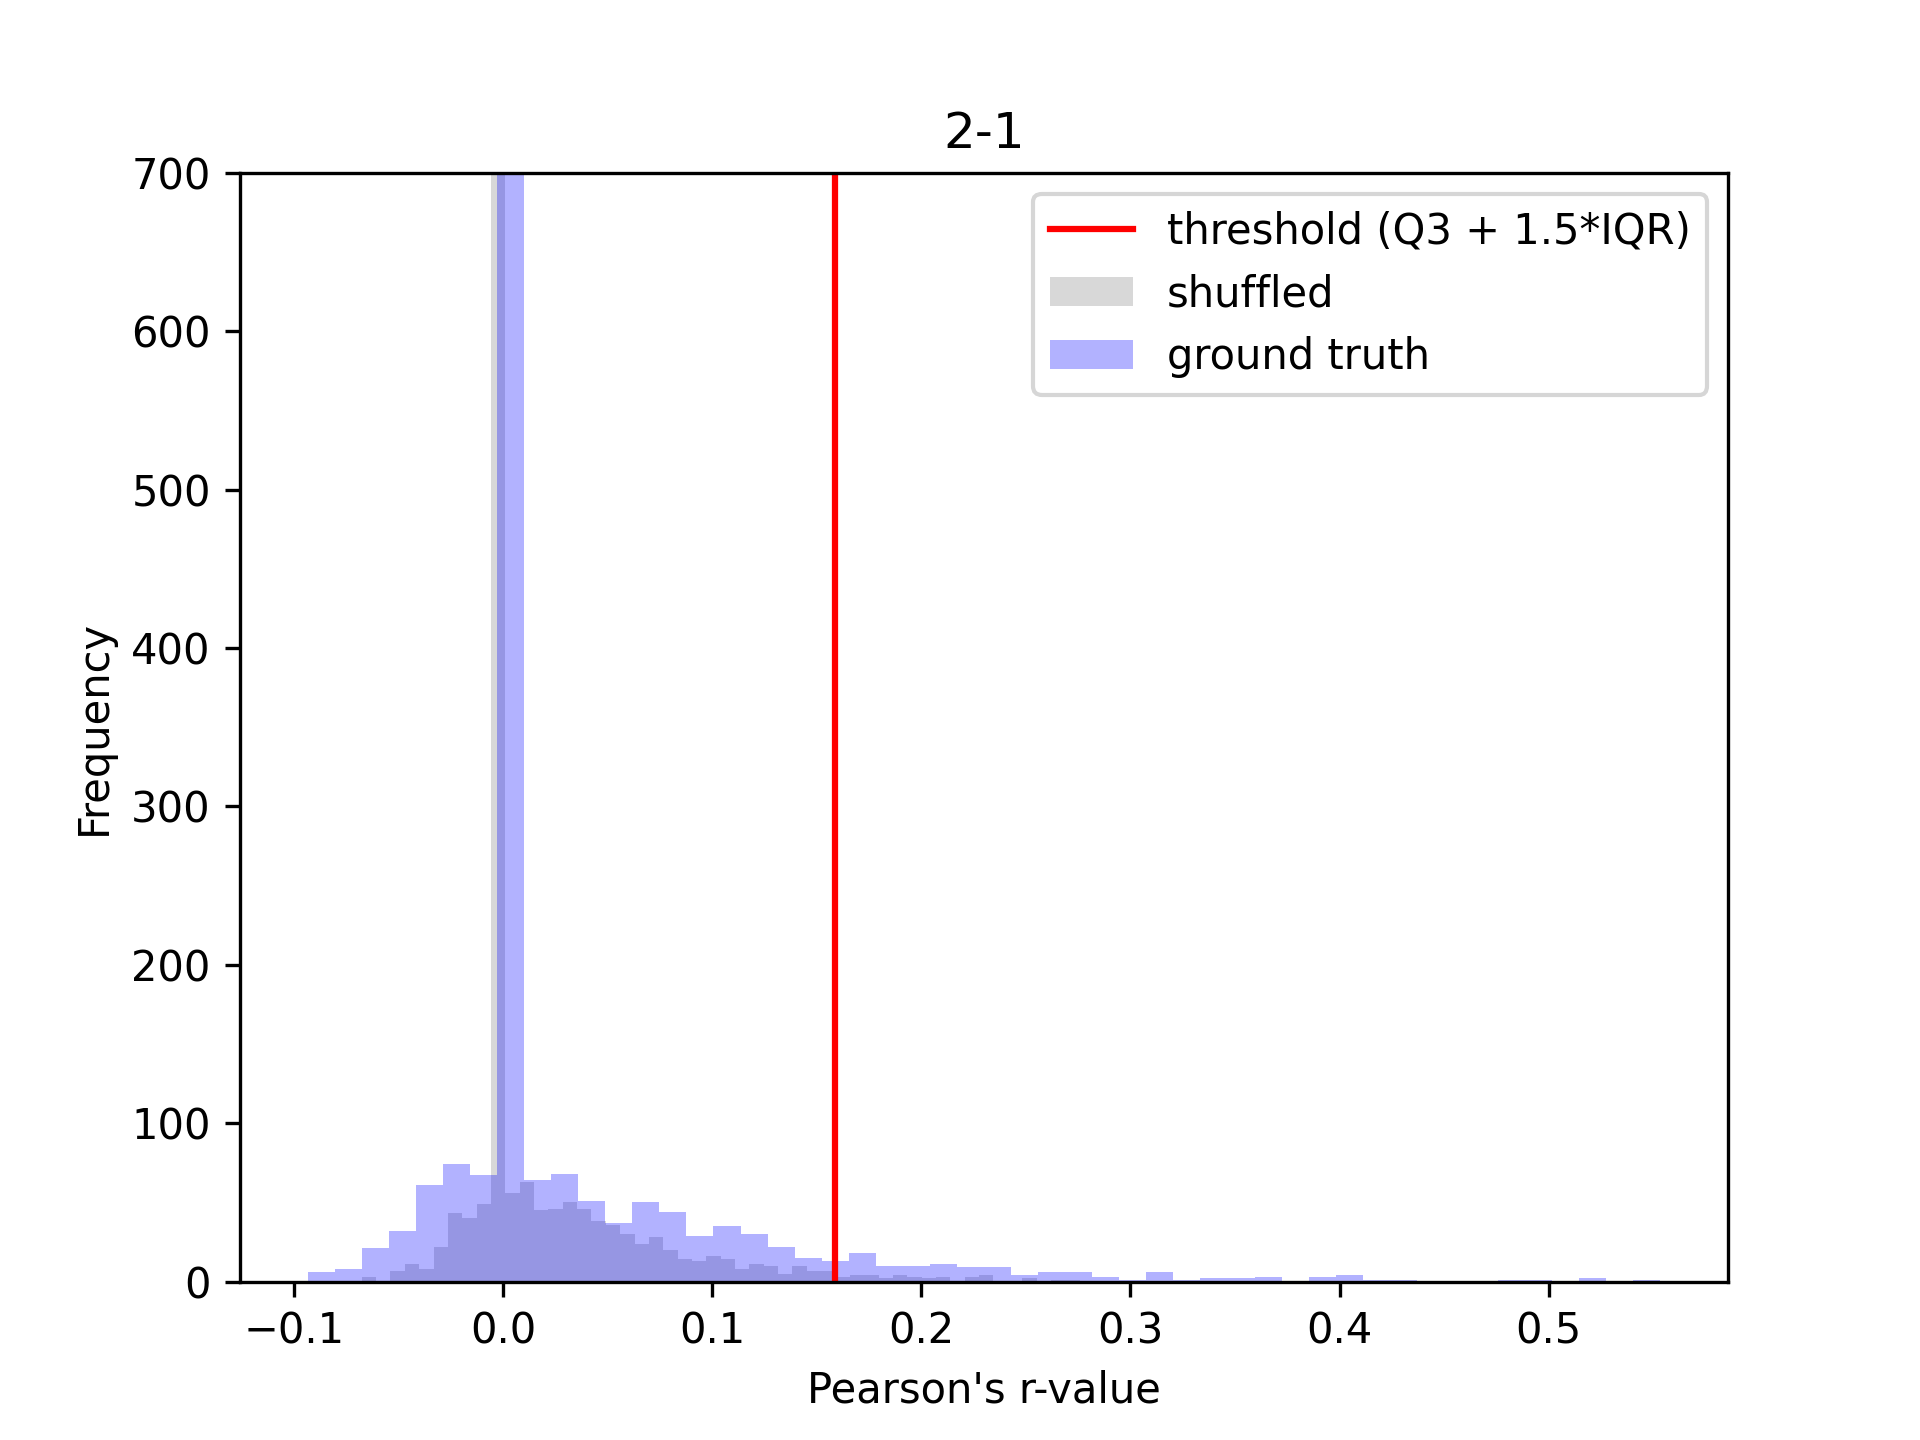 2-1
700
600
500
400
300
200
100
0
Frequency
threshold (Q3 + 1.5*IQR)
shuffled
ground truth
−0.1 0.0 0.1 0.2 0.3 0.4 0.5
Pearson's r-value